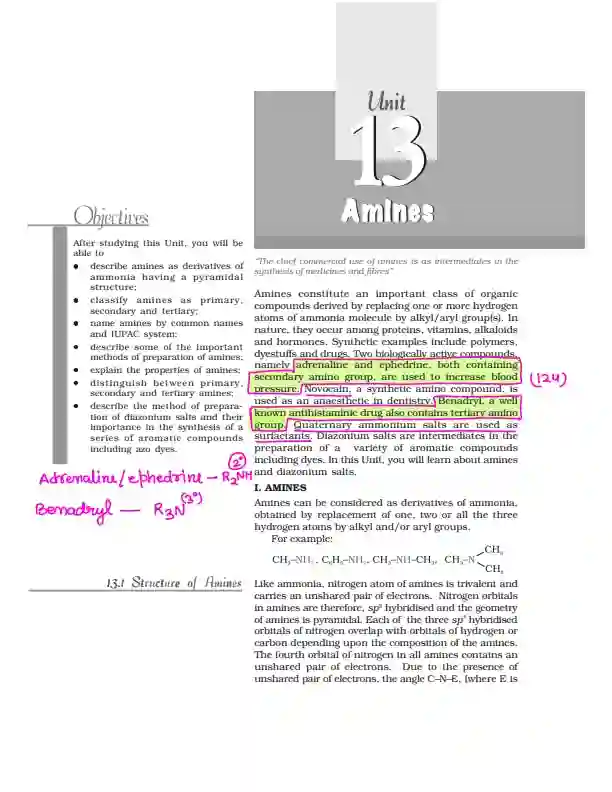 Unit
13
Amines
Objectives
After studying this Unit, you will be
able to
● describe amines as derivatives of
ammonia having a pyramidal
structure;
● classify amines as primary,
secondary and tertiary;
● name amines by common names
and IUPAC system;
● describe some of the important
methods of preparation of amines;
● explain the properties of amines;
● distinguish between primary,
secondary and tertiary amines;
● describe the method of prepara-
tion of diazonium salts and their
importance in the synthesis of a
series of aromatic compounds
including azo dyes.
Adrenaline/ephedrine – R₂NH (2°)
Benadryl — R₃N (3°)
"The chief commercial use of amines is as intermediates in the
synthesis of medicines and fibres"
Amines constitute an important class of organic
compounds derived by replacing one or more hydrogen
atoms of ammonia molecule by alkyl/aryl group(s). In
nature, they occur among proteins, vitamins, alkaloids
and hormones. Synthetic examples include polymers,
dyestuffs and drugs. Two biologically active compounds,
namely adrenaline and ephedrine, both containing
secondary amino group, are used to increase blood
pressure. Novocain, a synthetic amino compound, is
used as an anaesthetic in dentistry. Benadryl, a well
known antihistaminic drug also contains tertiary amino
group. Quaternary ammonium salts are used as
surfactants. Diazonium salts are intermediates in the
preparation of a variety of aromatic compounds
including dyes. In this Unit, you will learn about amines
and diazonium salts.
(124)
I. AMINES
Amines can be considered as derivatives of ammonia,
obtained by replacement of one, two or all the three
hydrogen atoms by alkyl and/or aryl groups.
For example:
CH₃–NH₂, C₆H₅–NH₂, CH₃–NH–CH₃, CH₃–N
CH₃
CH₃
13.1 Structure of Amines
Like ammonia, nitrogen atom of amines is trivalent and
carries an unshared pair of electrons. Nitrogen orbitals
in amines are therefore, sp³ hybridised and the geometry
of amines is pyramidal. Each of the three sp³ hybridised
orbitals of nitrogen overlap with orbitals of hydrogen or
carbon depending upon the composition of the amines.
The fourth orbital of nitrogen in all amines contains an
unshared pair of electrons. Due to the presence of
unshared pair of electrons, the angle C–N–E, (where E is